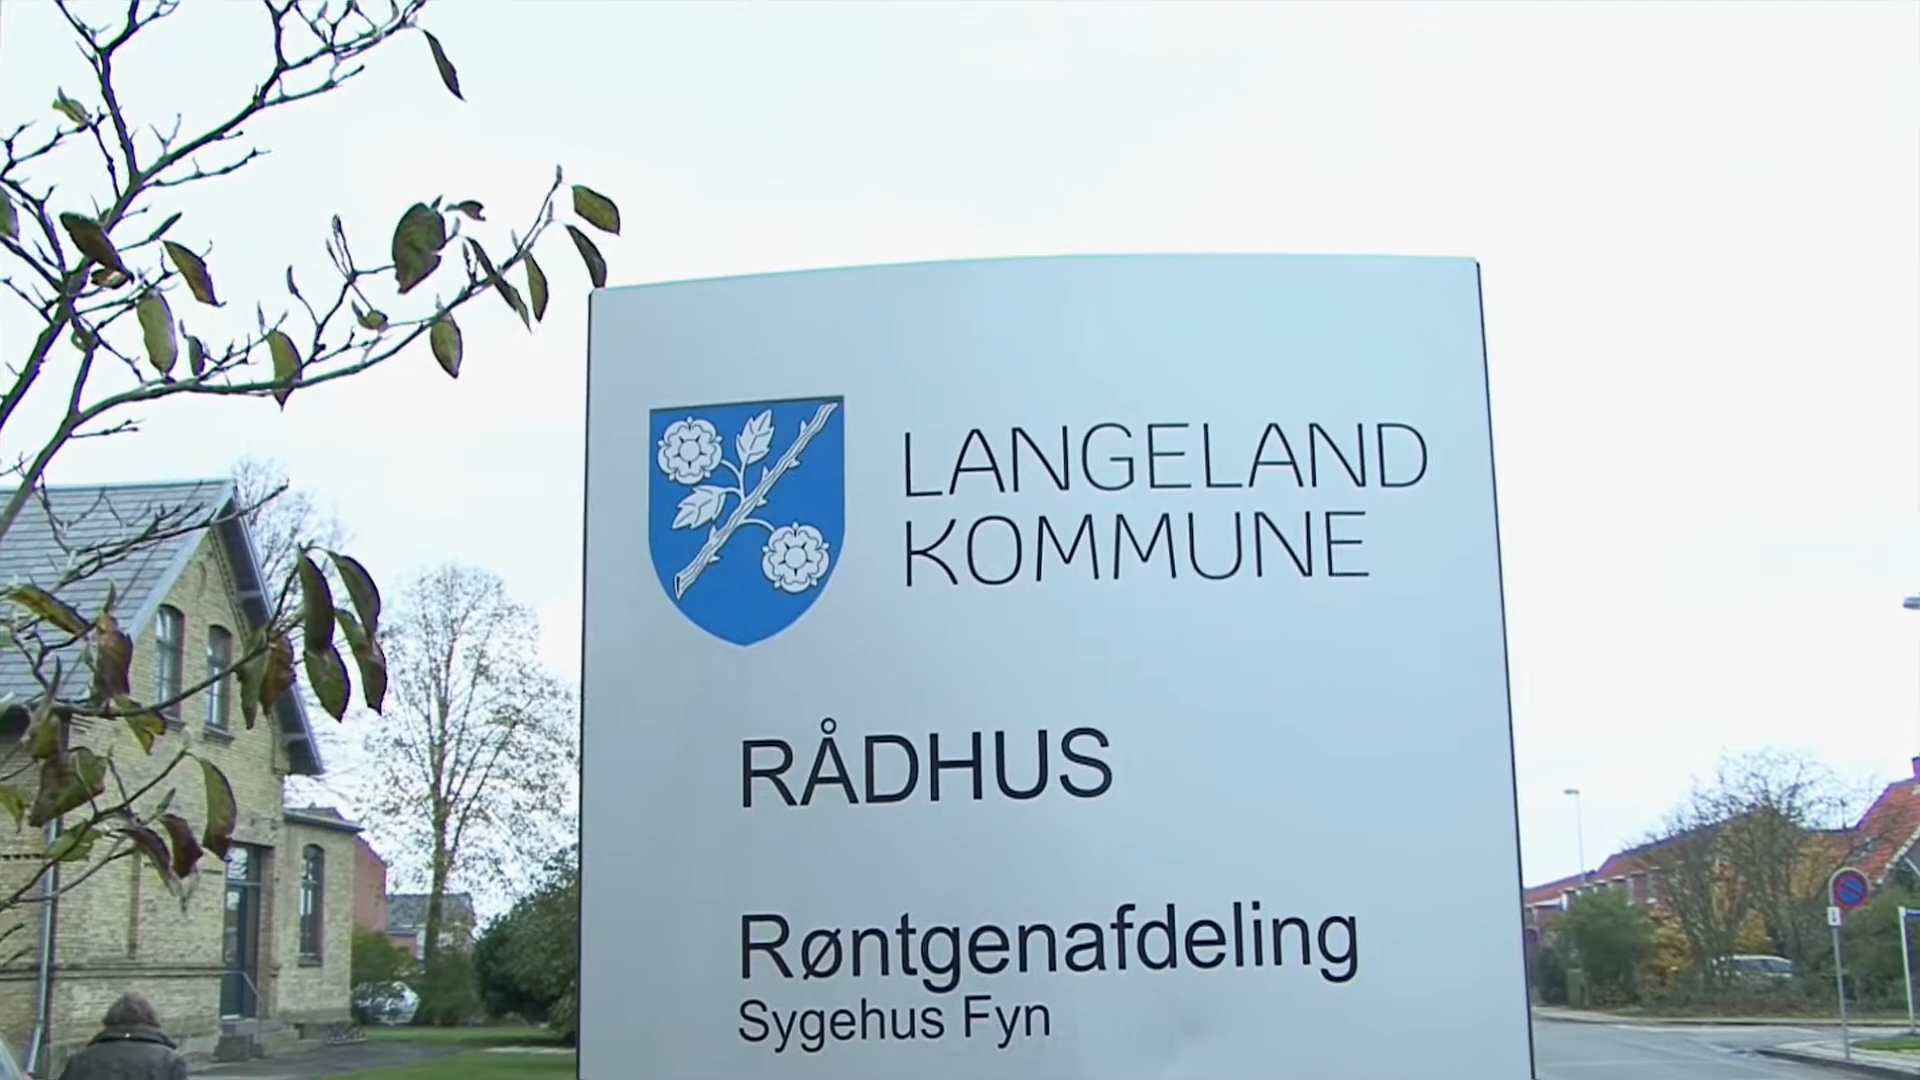 LANGELAND
KOMMUNE
RÅDHUS
Røntgenafdeling
Sygehus Fyn